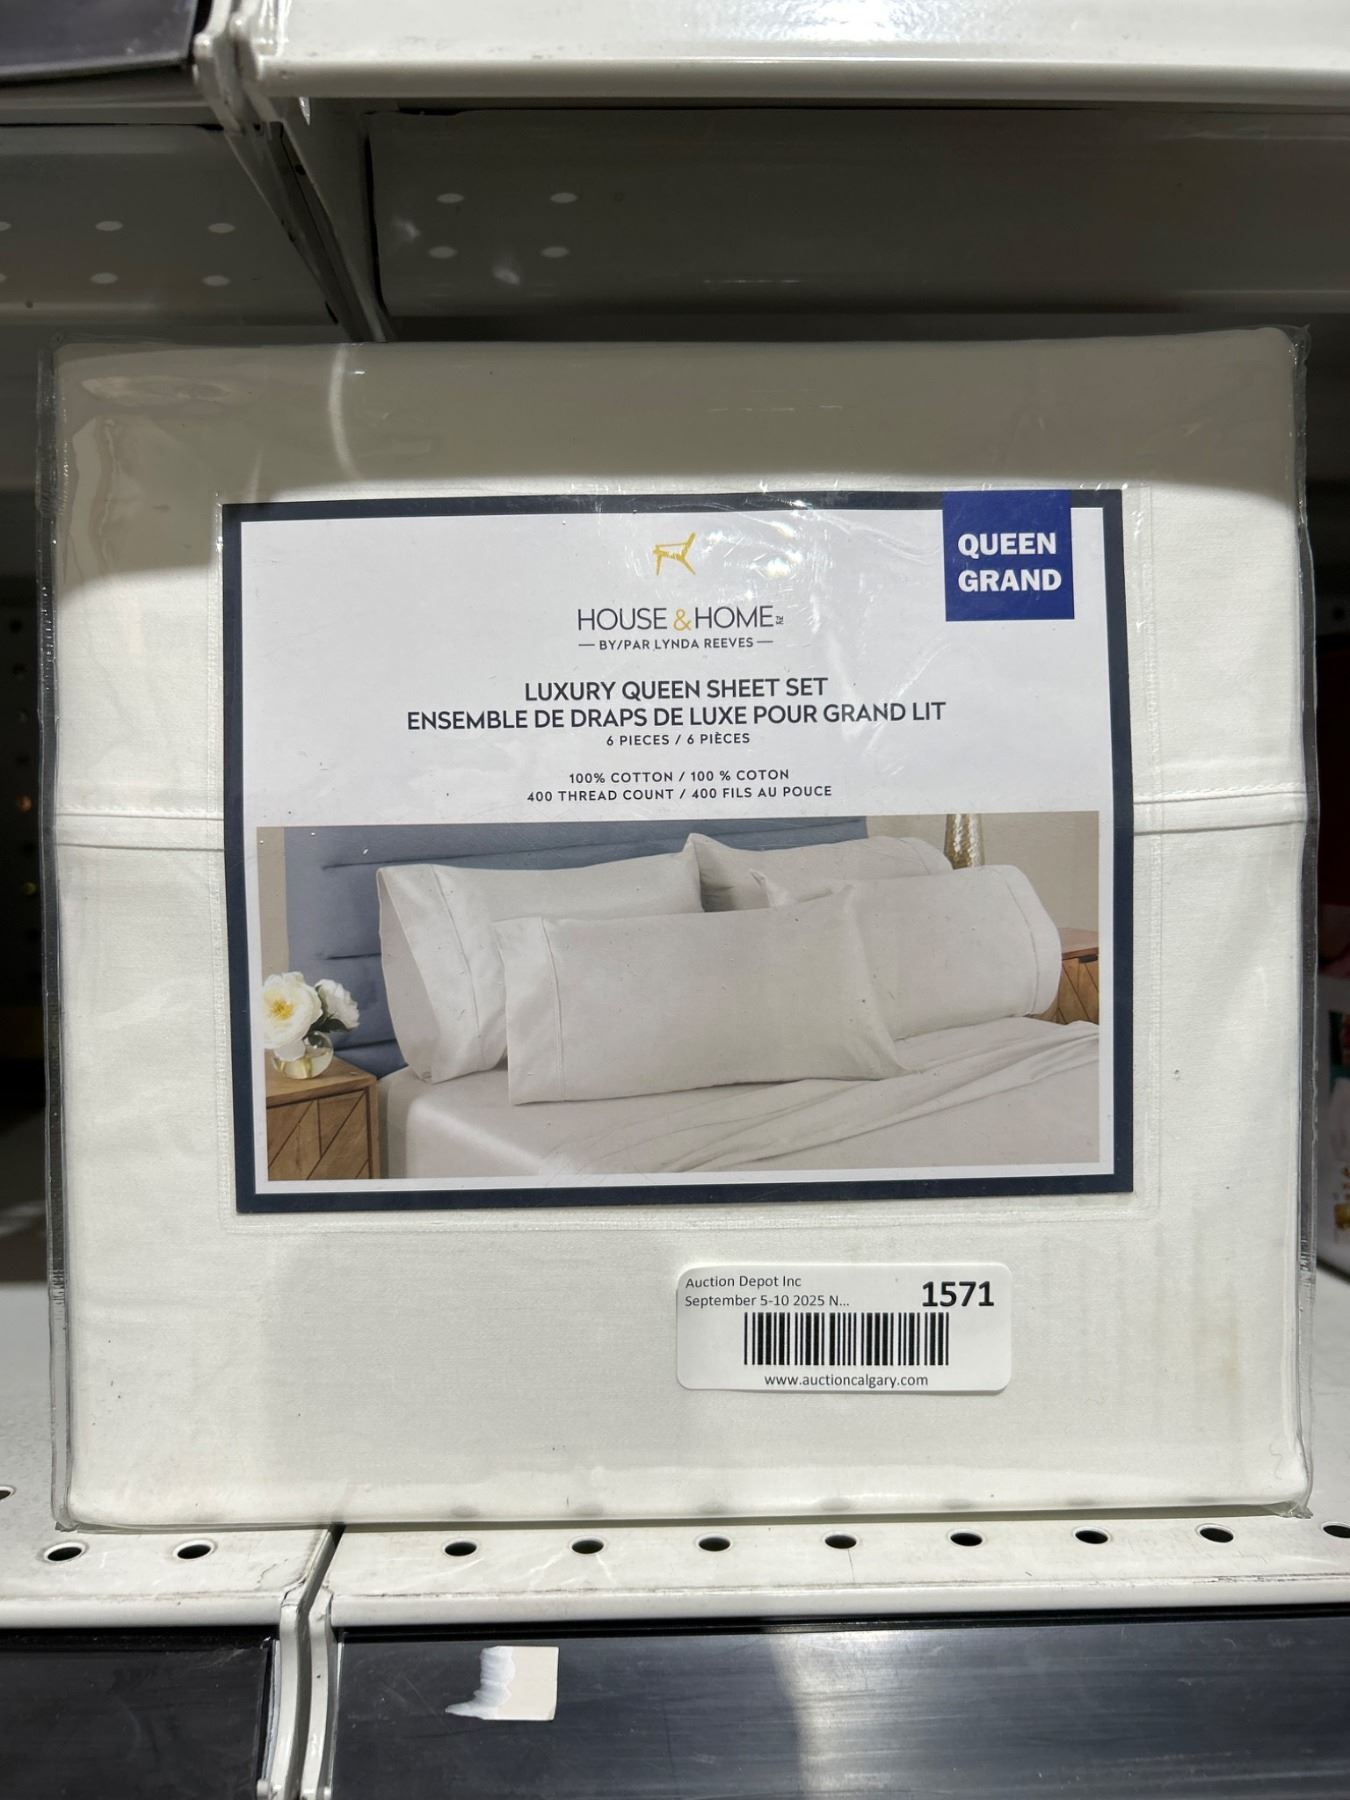 QUEEN
GRAND
HOUSE & HOME
— BY/PAR LYNDA REEVES —
LUXURY QUEEN SHEET SET
ENSEMBLE DE DRAPS DE LUXE POUR GRAND LIT
6 PIECES / 6 PIÈCES
100% COTTON / 100 % COTON
400 THREAD COUNT / 400 FILS AU POUCE
Auction Depot Inc
September 5-10 2025 N...
1571
www.auctioncalgary.com